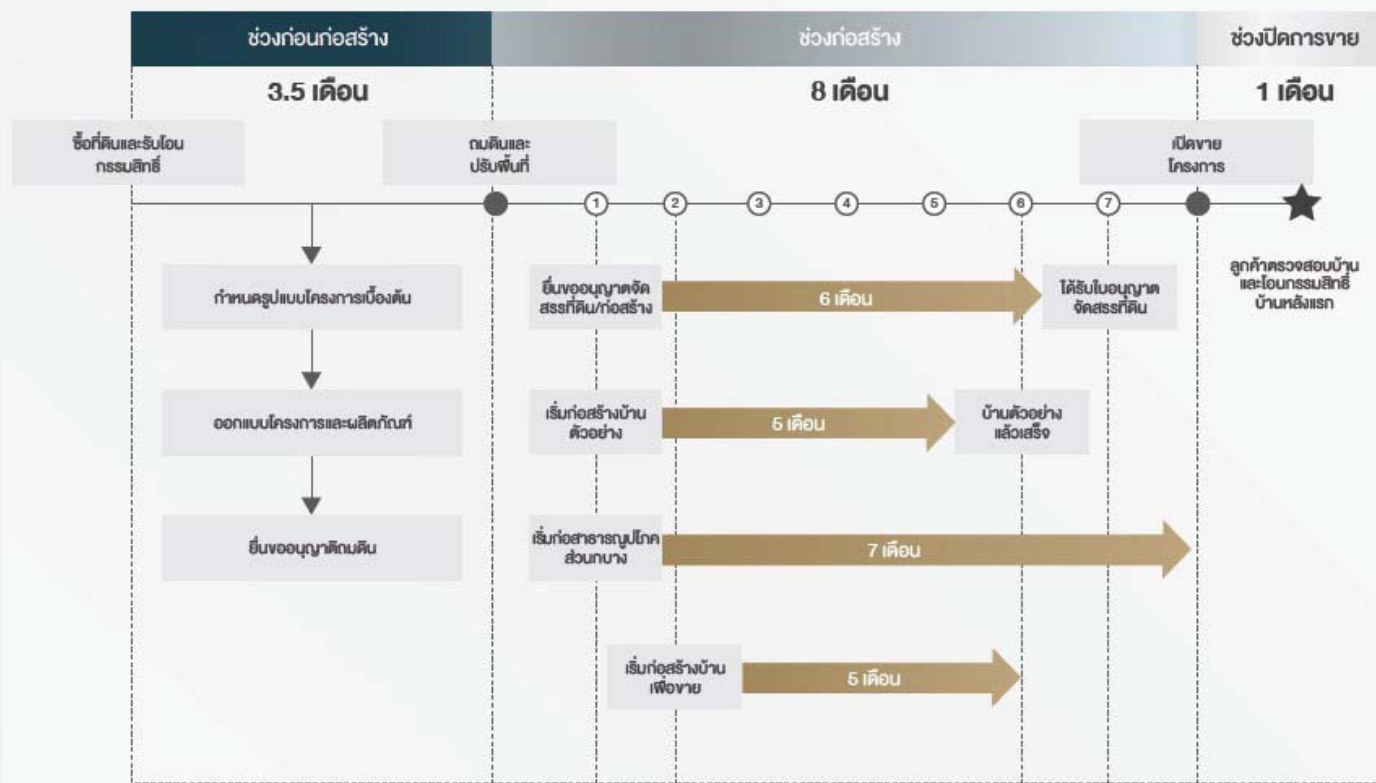 ช่วงก่อนก่อสร้าง
ช่วงก่อสร้าง
ช่วงปิดการขาย
3.5 เดือน
8 เดือน
1 เดือน
ซื้อที่ดินและรับโอน
กรรมสิทธิ์
ถมดินและ
ปรับพื้นที่
เปิดขาย
โครงการ
1
2
3
4
5
6
7
กำหนดรูปแบบโครงการเบื้องต้น
ยื่นขออนุญาตจัด
สรรที่ดิน/ก่อสร้าง
6 เดือน
ได้รับใบอนุญาต
จัดสรรที่ดิน
ลูกค้าตรวจสอบบ้าน
และโอนกรรมสิทธิ์
บ้านหลังแรก
ออกแบบโครงการและผลิตภัณฑ์
เริ่มก่อสร้างบ้าน
ตัวอย่าง
5 เดือน
บ้านตัวอย่าง
แล้วเสร็จ
ยื่นขออนุญาติถมดิน
เริ่มก่อสาธารณูปโภค
ส่วนกบาง
7 เดือน
เริ่มก่อสร้างบ้าน
เพื่อขาย
5 เดือน